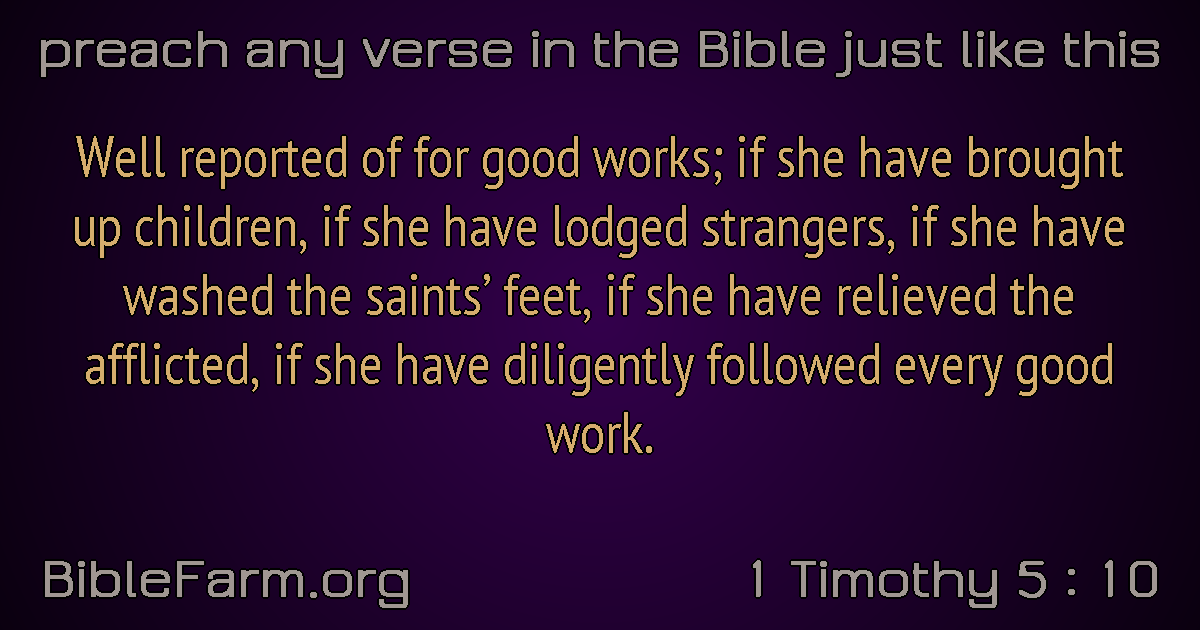 preach any verse in the Bible just like this
Well reported of for good works; if she have brought
up children, if she have lodged strangers, if she have
washed the saints’ feet, if she have relieved the
afflicted, if she have diligently followed every good
work.
BibleFarm.org
1 Timothy 5 : 10